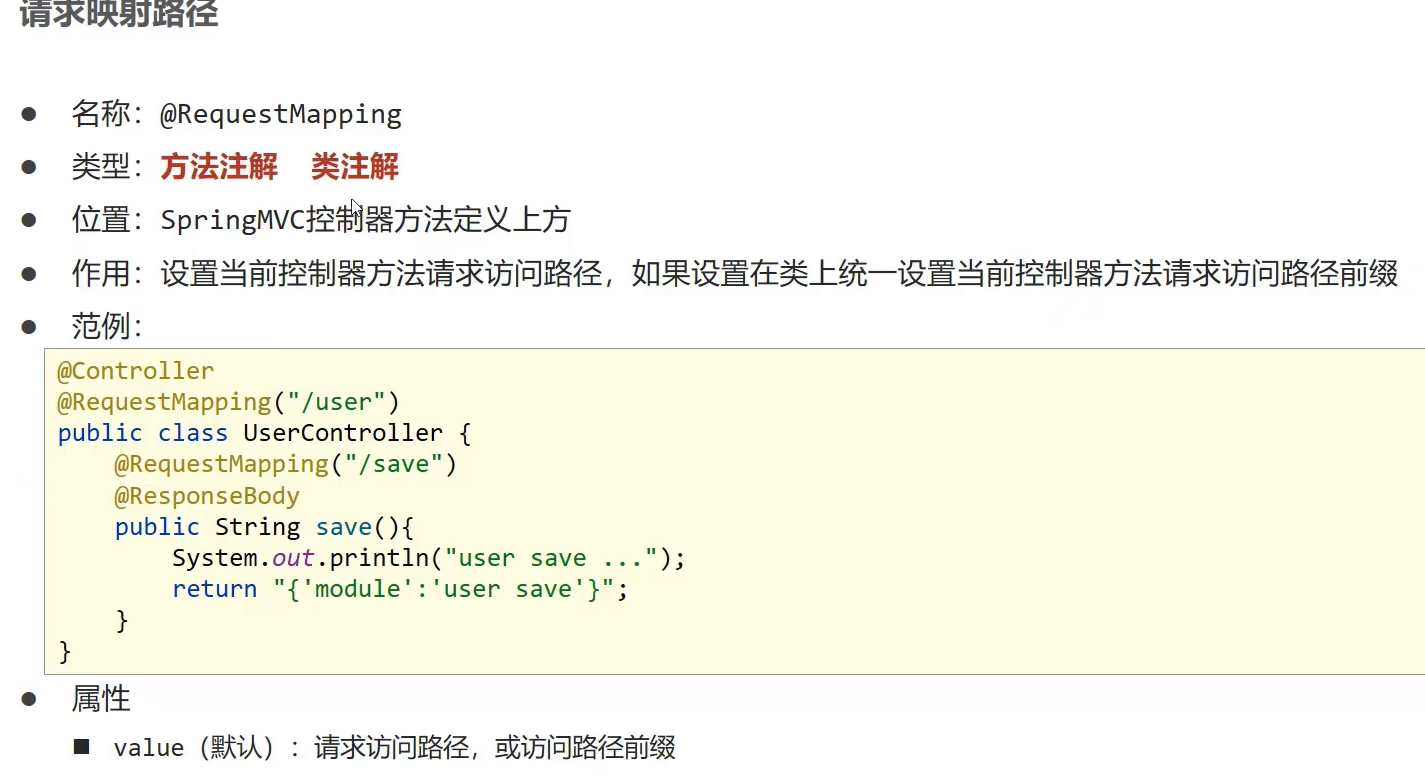 请求映射路径
名称：@RequestMapping
类型：方法注解 类注解
位置：SpringMVC控制器方法定义上方
作用：设置当前控制器方法请求访问路径，如果设置在类上统一设置当前控制器方法请求访问路径前缀
范例：
@Controller
@RequestMapping("/user")
public class UserController {
    @RequestMapping("/save")
    @ResponseBody
    public String save(){
        System.out.println("user save ...");
        return "{'module':'user save'}";
    }
}
属性
value（默认）：请求访问路径，或访问路径前缀